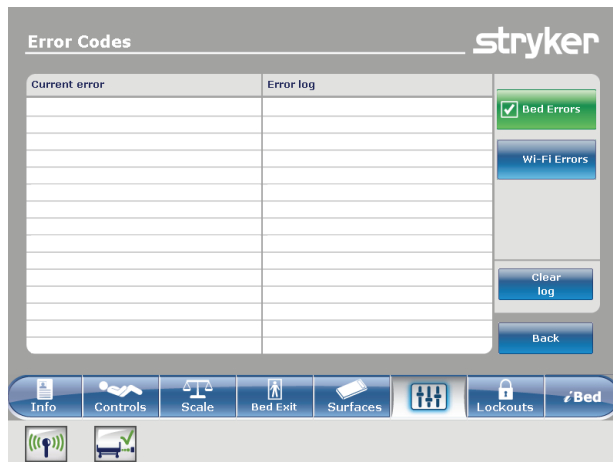 Error Codes
stryker
Current error
Error log
Bed Errors
Wi-Fi Errors
Clear
log
Back
Info
Controls
Scale
Bed Exit
Surfaces
Lockouts
iBed